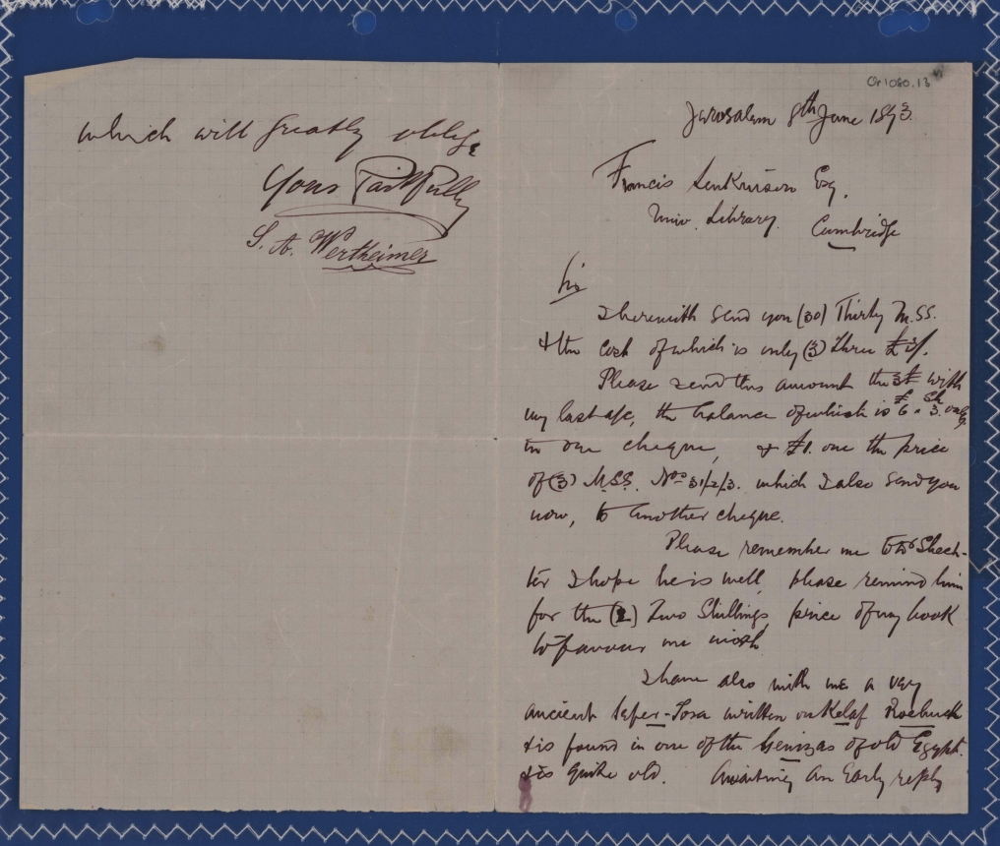 Or 1080.13
Jerusalem 8th June 1893.
Francis Jenkinson Esq.
Univ. Library. Cambridge
Sir
I herewith send you (30) Thirty M.SS.
& the cost of which is only (3) three
Please send this amount the 3£ with
my last a/c, the balance of which is £6. Sh 3. only
in one cheque, & £1. one the price
of (3) M.SS. Nos 31/2/3. which I also send you
now, to another cheque.
Please remember me to Dr Shech-
ter I hope he is well, please remind him
for the (2) Two Shillings, price of my book
to favour me with
I have also with me a very
ancient Sefer-Tora written on Kelaf Roebuck
&is found in one of the Genizas of old Egypt.
&is quite old. Awaiting an Early reply
which will greatly oblige
Yours Faithfully
S. A. Wertheimer